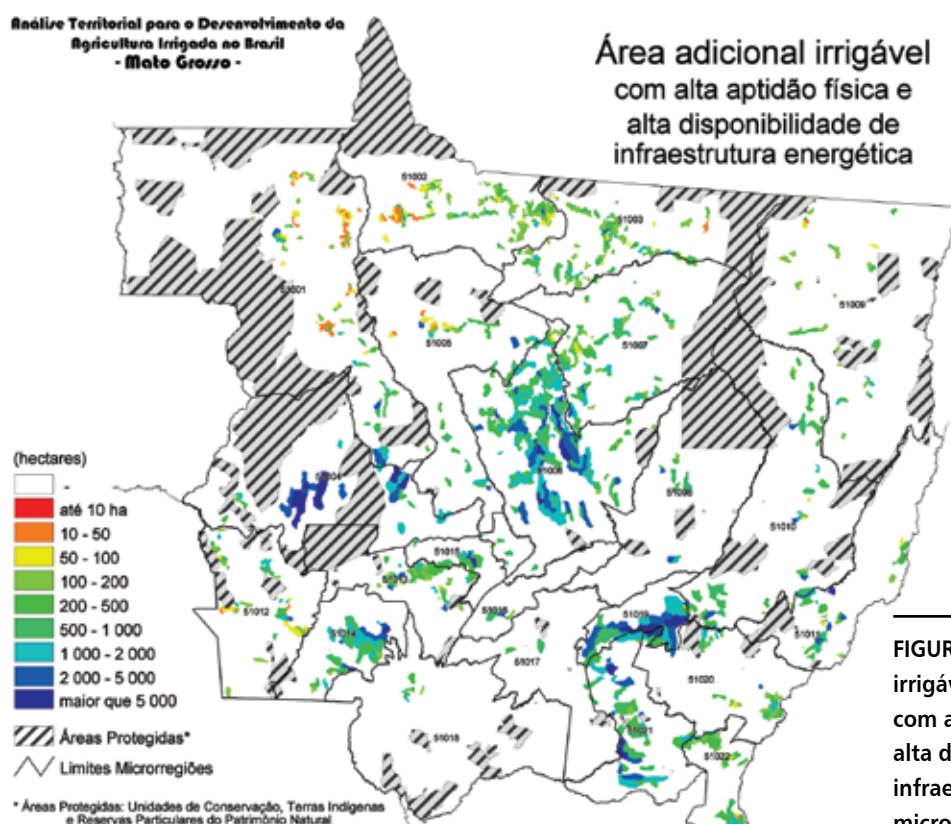 Análise Territorial para o Desenvolvimento da
Agricultura Irrigada no Brasil
- Mato Grosso -
Área adicional irrigável
com alta aptidão física e
alta disponibilidade de
infraestrutura energética
51002
51003
51001
51009
51005
51007
51004
51006
51008
51010
51015
51013
51012
51016
51019
51011
51014
51017
51020
51021
51018
51022
(hectares)
-
até 10 ha
10 - 50
50 - 100
100 - 200
200 - 500
500 - 1 000
1 000 - 2 000
2 000 - 5 000
maior que 5 000
Áreas Protegidas*
Limites Microrregiões
* Áreas Protegidas: Unidades de Conservação, Terras Indígenas
e Reservas Particulares do Patrimônio Natural
FIGUR
irrigáv
com a
alta d
infrae
micro